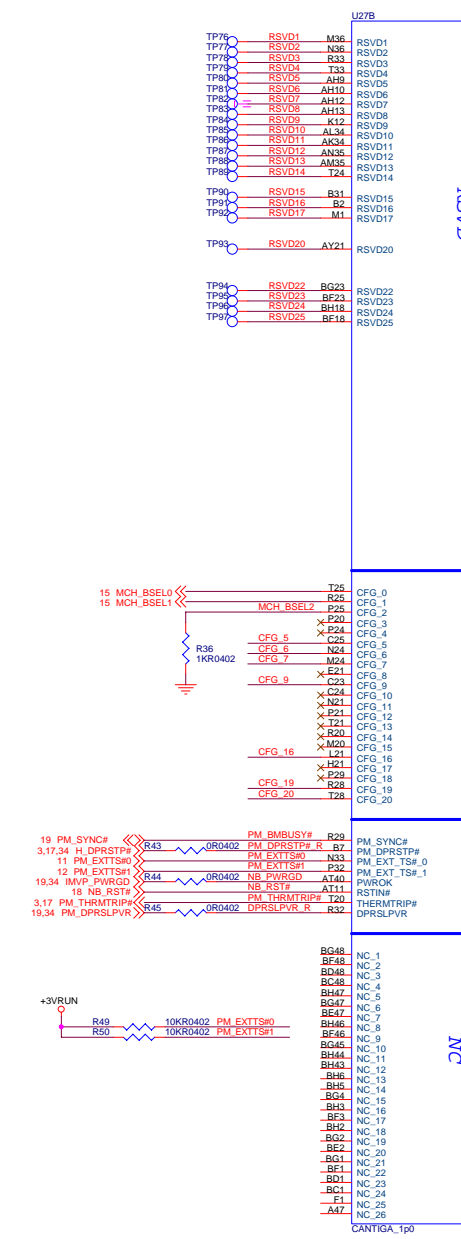 U27B
TP76 RSVD1 M36 RSVD1
TP77 RSVD2 N36 RSVD2
TP78 RSVD3 R33 RSVD3
TP79 RSVD4 T33 RSVD4
TP80 RSVD5 AH9 RSVD5
TP81 RSVD6 AH10 RSVD6
TP82 RSVD7 AH12 RSVD7
TP83 RSVD8 AH13 RSVD8
TP84 RSVD9 K12 RSVD9
TP85 RSVD10 AL34 RSVD10
TP86 RSVD11 AK34 RSVD11
TP87 RSVD12 AN35 RSVD12
TP88 RSVD13 AM35 RSVD13
TP89 RSVD14 T24 RSVD14
TP90 RSVD15 B31 RSVD15
TP91 RSVD16 B2 RSVD16
TP92 RSVD17 M1 RSVD17
TP93 RSVD20 AY21 RSVD20
TP94 RSVD22 BG23 RSVD22
TP95 RSVD23 BF23 RSVD23
TP96 RSVD24 BH18 RSVD24
TP97 RSVD25 BF18 RSVD25
15 MCH_BSEL0 T25 CFG_0
15 MCH_BSEL1 R25 CFG_1
MCH_BSEL2 P25 CFG_2
P20 CFG_3
P24 CFG_4
CFG_5 C25 CFG_5
CFG_6 N24 CFG_6
CFG_7 M24 CFG_7
E21 CFG_8
CFG_9 C23 CFG_9
C24 CFG_10
N21 CFG_11
P21 CFG_12
T21 CFG_13
R20 CFG_14
M20 CFG_15
CFG_16 L21 CFG_16
H21 CFG_17
P29 CFG_18
CFG_19 R28 CFG_19
CFG_20 T28 CFG_20
R36
1KR0402
19 PM_SYNC# PM_BMBUSY# R29 PM_SYNC#
3,17,34 H_DPRSTP# R43 0R0402 PM_DPRSTP#_R B7 PM_DPRSTP#
11 PM_EXTTS#0 PM_EXTTS#0 N33 PM_EXT_TS#_0
12 PM_EXTTS#1 PM_EXTTS#1 P32 PM_EXT_TS#_1
19,34 IMVP_PWRGD R44 0R0402 NB_PWRGD AT40 PWROK
18 NB_RST# NB_RST# AT11 RSTIN#
3,17 PM_THRMTRIP# PM_THRMTRIP# T20 THERMTRIP#
19,34 PM_DPRSLPVR R45 0R0402 DPRSLPVR_R R32 DPRSLPVR
BG48 NC_1
BF48 NC_2
BD48 NC_3
BC48 NC_4
BH47 NC_5
BG47 NC_6
BE47 NC_7
BH46 NC_8
BF46 NC_9
BG45 NC_10
BH44 NC_11
BH43 NC_12
BH6 NC_13
BH5 NC_14
BG4 NC_15
BH3 NC_16
BF3 NC_17
BH2 NC_18
BG2 NC_19
BE2 NC_20
BG1 NC_21
BF1 NC_22
BD1 NC_23
BC1 NC_24
F1 NC_25
A47 NC_26
NC
+3VRUN
R49 10KR0402 PM_EXTTS#0
R50 10KR0402 PM_EXTTS#1
CANTIGA_1p0